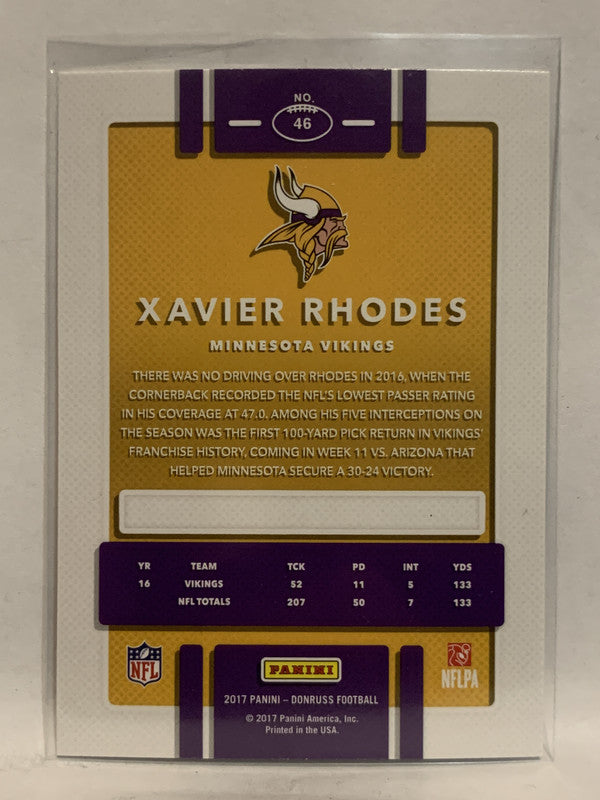 NO.
46
XAVIER RHODES
MINNESOTA VIKINGS
THERE WAS NO DRIVING OVER RHODES IN 2016, WHEN THE
CORNERBACK RECORDED THE NFL'S LOWEST PASSER RATING
IN HIS COVERAGE AT 47.0. AMONG HIS FIVE INTERCEPTIONS ON
THE SEASON WAS THE FIRST 100-YARD PICK RETURN IN VIKINGS'
FRANCHISE HISTORY, COMING IN WEEK 11 VS. ARIZONA THAT
HELPED MINNESOTA SECURE A 30-24 VICTORY.
YR TEAM TCK PD INT YDS
16 VIKINGS 52 11 5 133
NFL TOTALS 207 50 7 133
NFL
PANINI
NFLPA
2017 PANINI – DONRUSS FOOTBALL
© 2017 Panini America, Inc.
Printed in the USA.